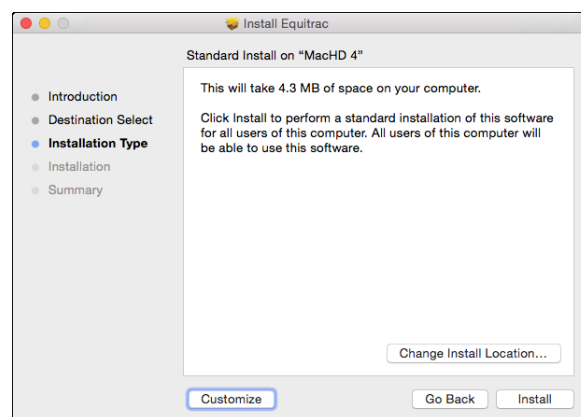 Install Equitrac
Standard Install on “MacHD 4”
Introduction
Destination Select
Installation Type
Installation
Summary
This will take 4.3 MB of space on your computer.
Click Install to perform a standard installation of this software
for all users of this computer. All users of this computer will
be able to use this software.
Change Install Location...
Customize
Go Back
Install